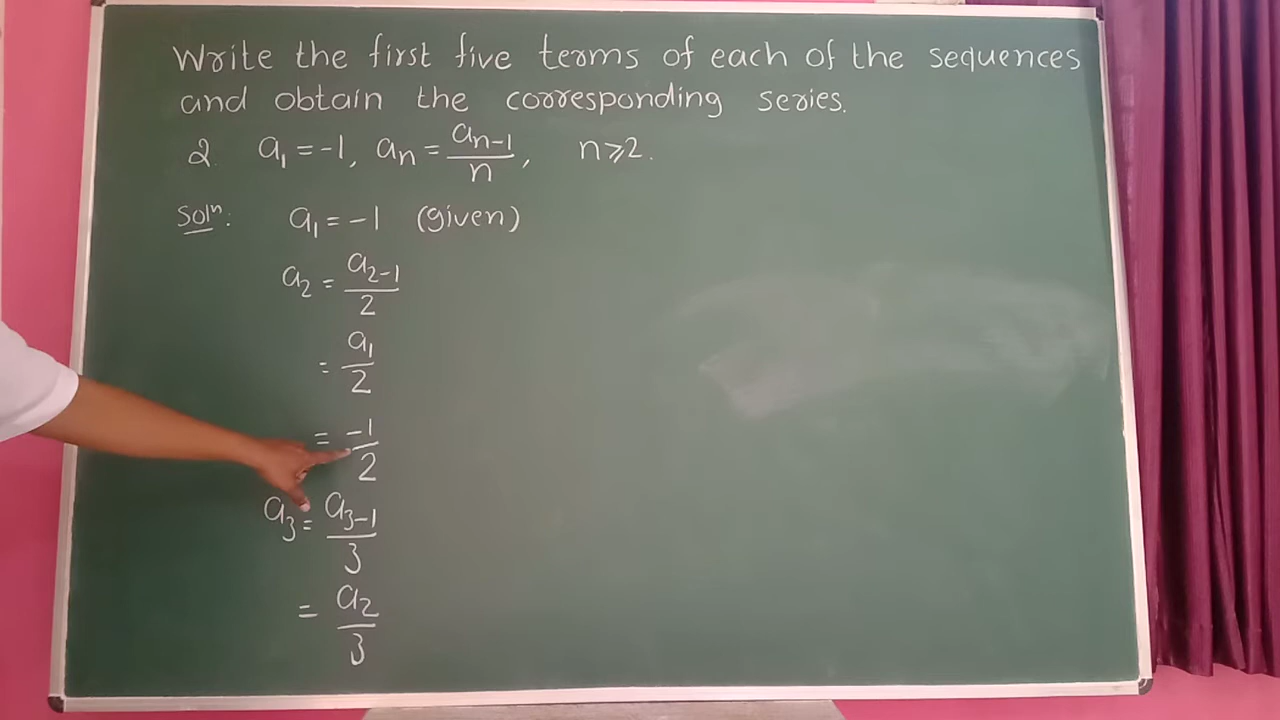 Write the first five terms of each of the sequences
and obtain the corresponding series.
2. a₁ = -1, aₙ = aₙ₋₁/n, n ⩾ 2.
Solⁿ: a₁ = -1 (given)
a₂ = a₂₋₁/2
= a₁/2
= -1/2
a₃ = a₃₋₁/3
= a₂/3